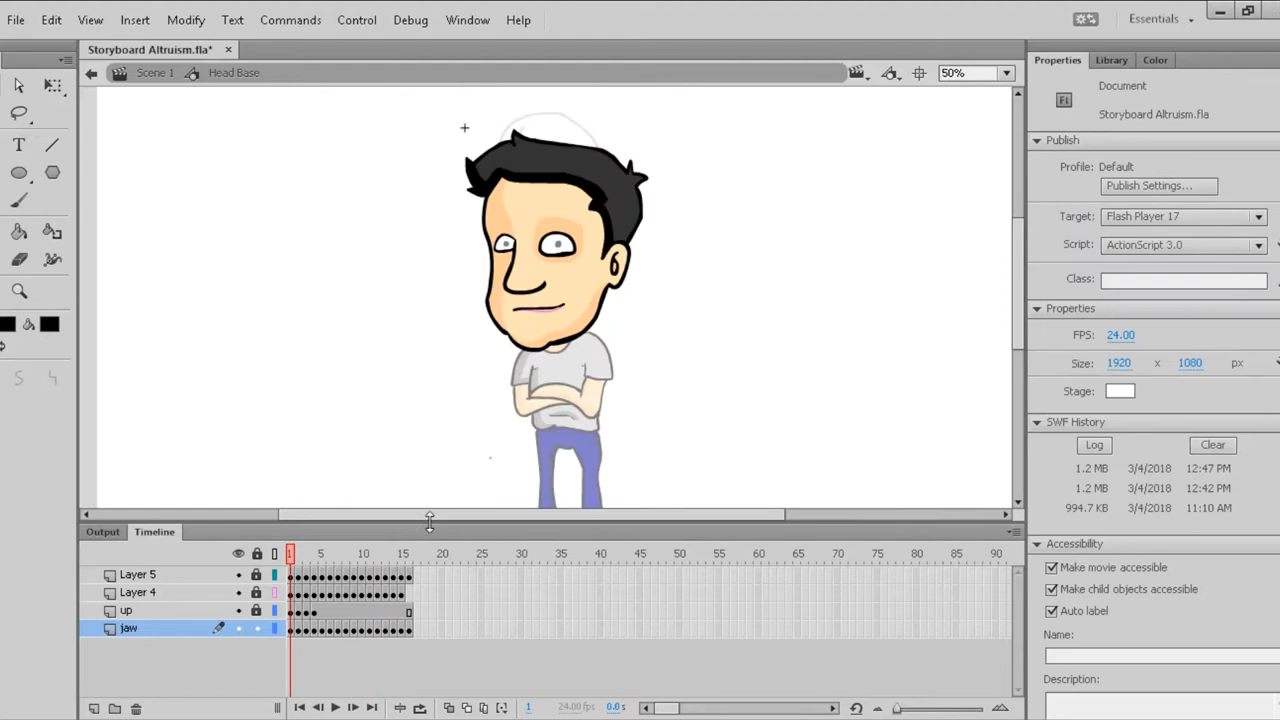 File Edit View Insert Modify Text Commands Control Debug Window Help
Essentials
Storyboard Altruism.fla*
Scene 1 Head Base
50%
Properties Library Color
Document
Storyboard Altruism.fla
Publish
Profile: Default
Publish Settings...
Target: Flash Player 17
Script: ActionScript 3.0
Class:
Properties
FPS: 24.00
Size: 1920 x 1080 px
Stage:
SWF History
Log Clear
1.2 MB 3/4/2018 12:47 PM
1.2 MB 3/4/2018 12:42 PM
994.7 KB 3/4/2018 11:10 AM
Accessibility
Make movie accessible
Make child objects accessible
Auto label
Name:
Description:
Output Timeline
1 5 10 15 20 25 30 35 40 45 50 55 60 65 70 75 80 85 90
Layer 5
Layer 4
up
jaw
1 24.00 fps 0.0 s